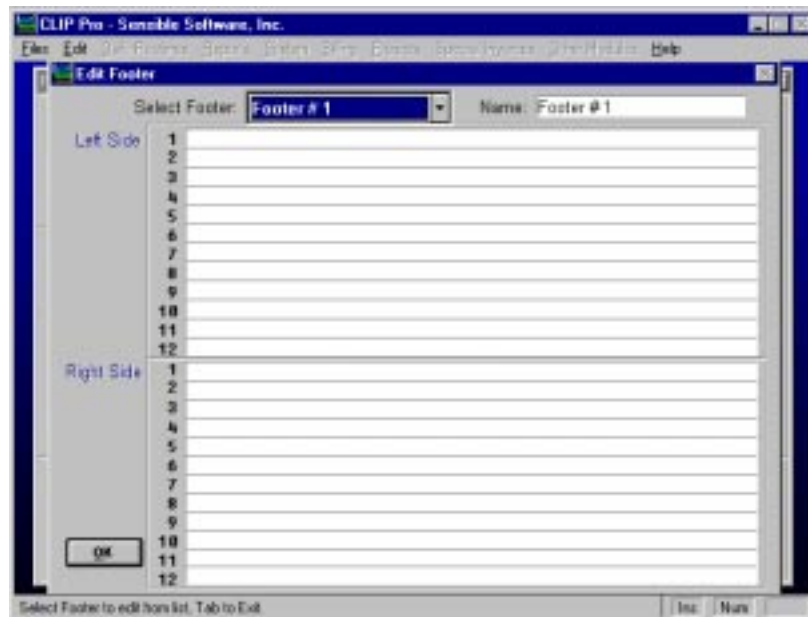 CLIP Pro - Sensible Software, Inc.
Files Edit Help
Edit Footer
Select Footer: Footer # 1 Name: Footer # 1
Left Side 1
2
3
4
5
6
7
8
9
10
11
12
Right Side 1
2
3
4
5
6
7
8
9
10
11
12
OK
Select Footer to edit from list, Tab to Exit
Ins Num